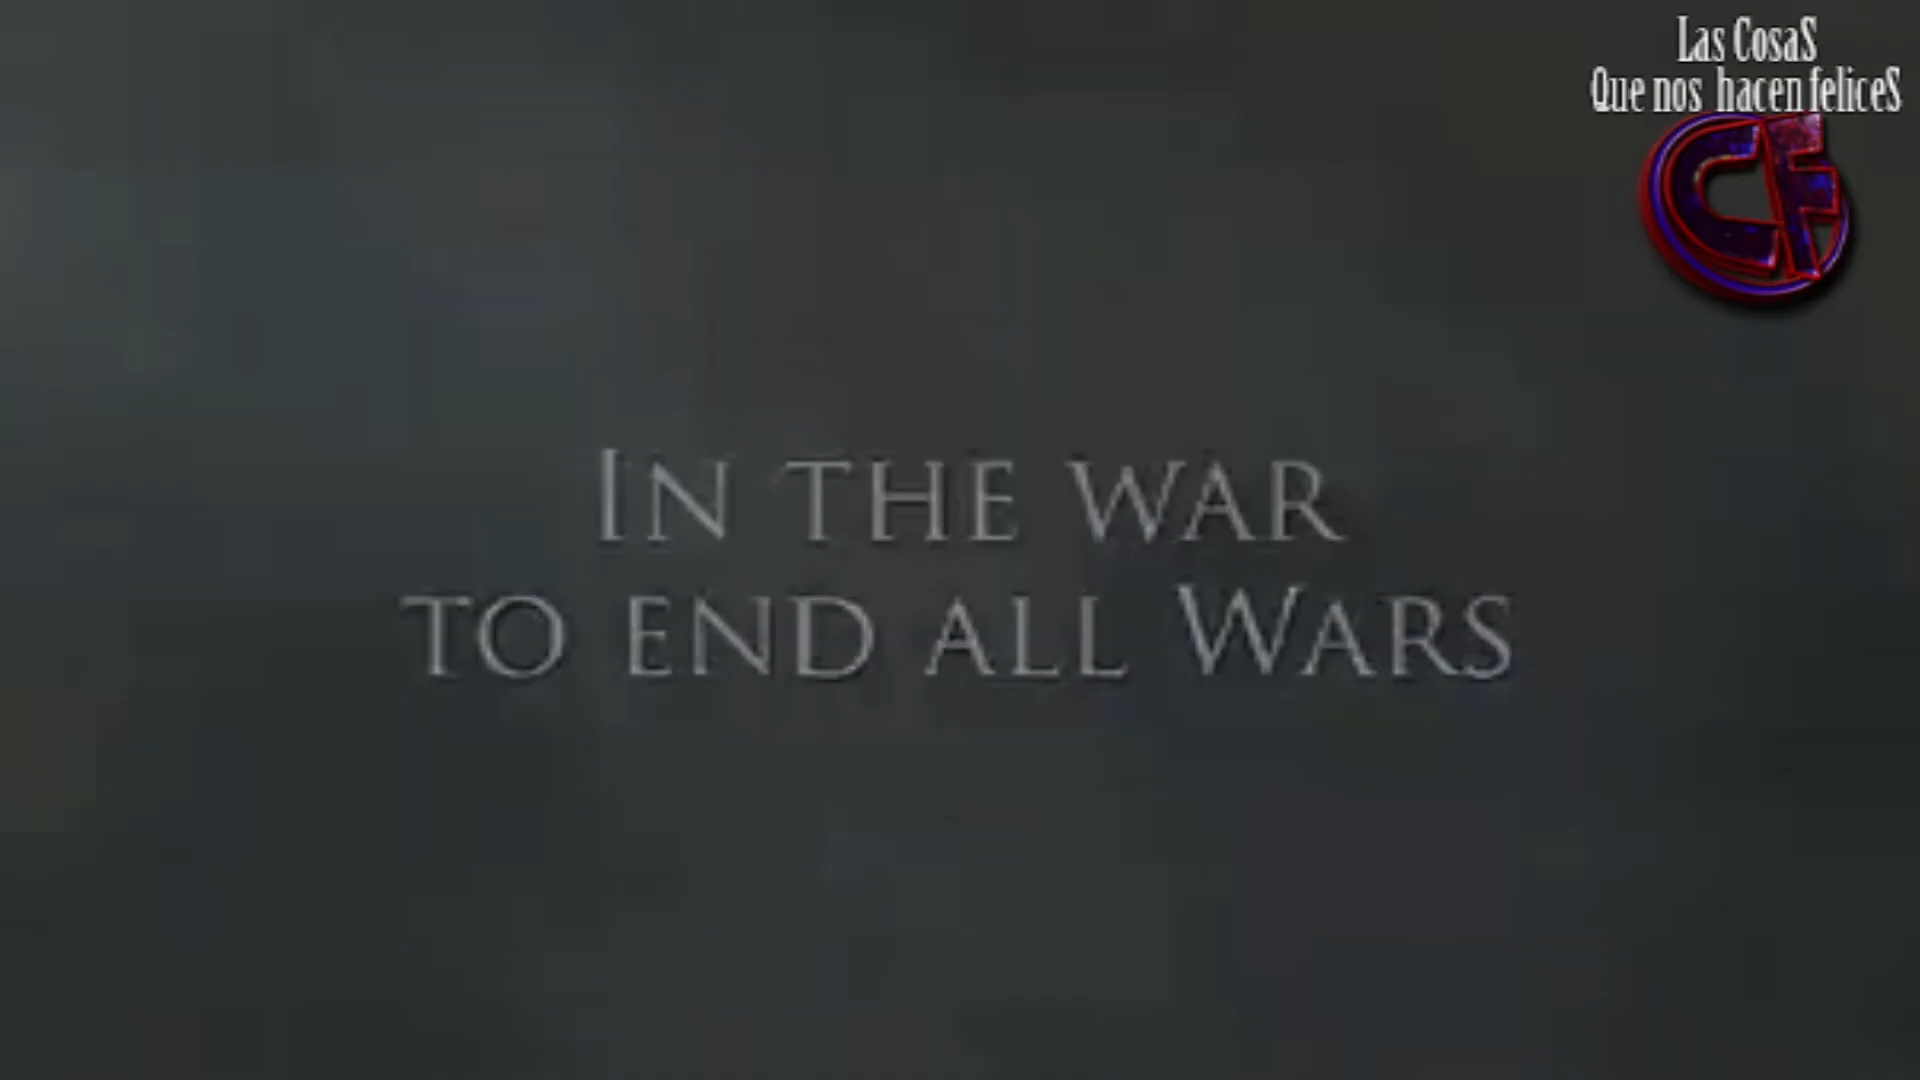 Las CosaS
Que nos hacen feliceS
CF
In the war
to end all Wars